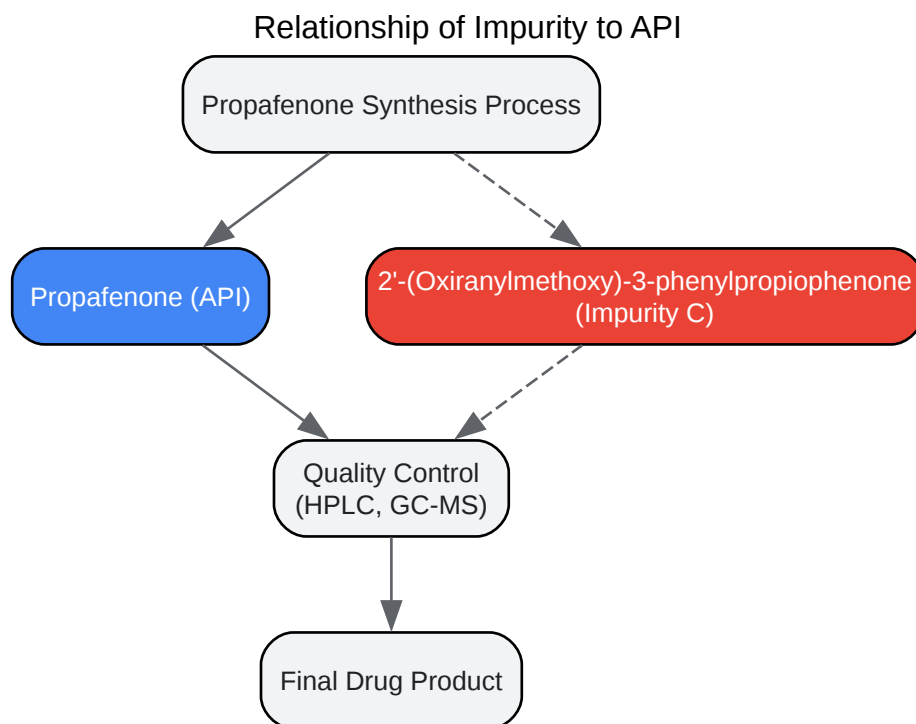 Relationship of Impurity to API
Propafenone Synthesis Process
Propafenone (API)
2'-(Oxiranylmethoxy)-3-phenylpropiophenone
(Impurity C)
Quality Control
(HPLC, GC-MS)
Final Drug Product